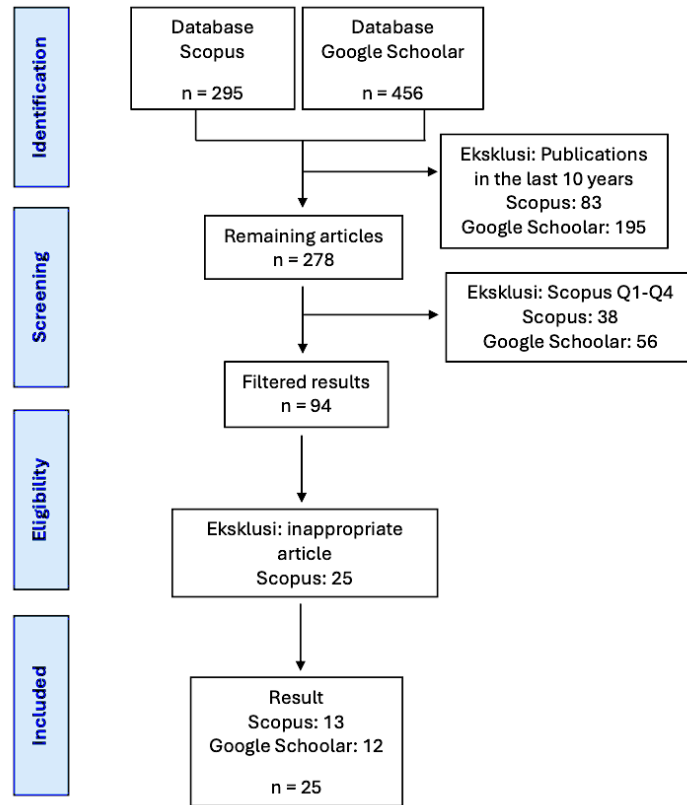 Identification
Database
Scopus
n = 295
Database
Google Schoolar
n = 456
Eksklusi: Publications
in the last 10 years
Scopus: 83
Google Schoolar: 195
Screening
Remaining articles
n = 278
Eksklusi: Scopus Q1-Q4
Scopus: 38
Google Schoolar: 56
Filtered results
n = 94
Eligibility
Eksklusi: inappropriate
article
Scopus: 25
Included
Result
Scopus: 13
Google Schoolar: 12
n = 25